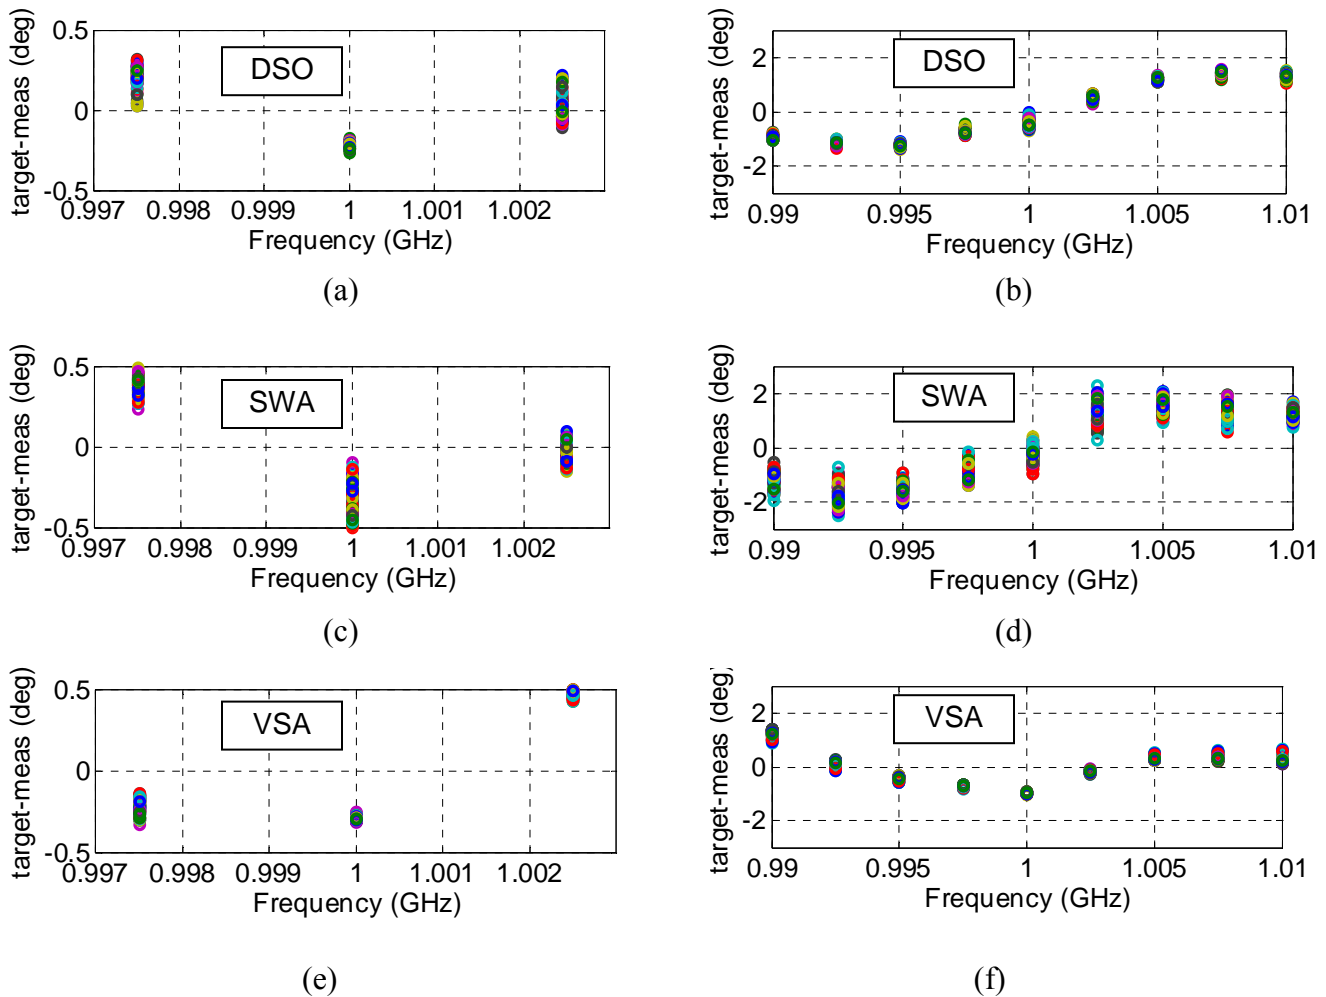 target-meas (deg)
0.5
0
-0.5
DSO
0.997 0.998 0.999 1 1.001 1.002
Frequency (GHz)
(a)
target-meas (deg)
2
0
-2
DSO
0.99 0.995 1 1.005 1.01
Frequency (GHz)
(b)
target-meas (deg)
0.5
0
-0.5
SWA
0.997 0.998 0.999 1 1.001 1.002
Frequency (GHz)
(c)
target-meas (deg)
2
0
-2
SWA
0.99 0.995 1 1.005 1.01
Frequency (GHz)
(d)
target-meas (deg)
0.5
0
-0.5
VSA
0.997 0.998 0.999 1 1.001 1.002
Frequency (GHz)
(e)
target-meas (deg)
2
0
-2
VSA
0.99 0.995 1 1.005 1.01
Frequency (GHz)
(f)